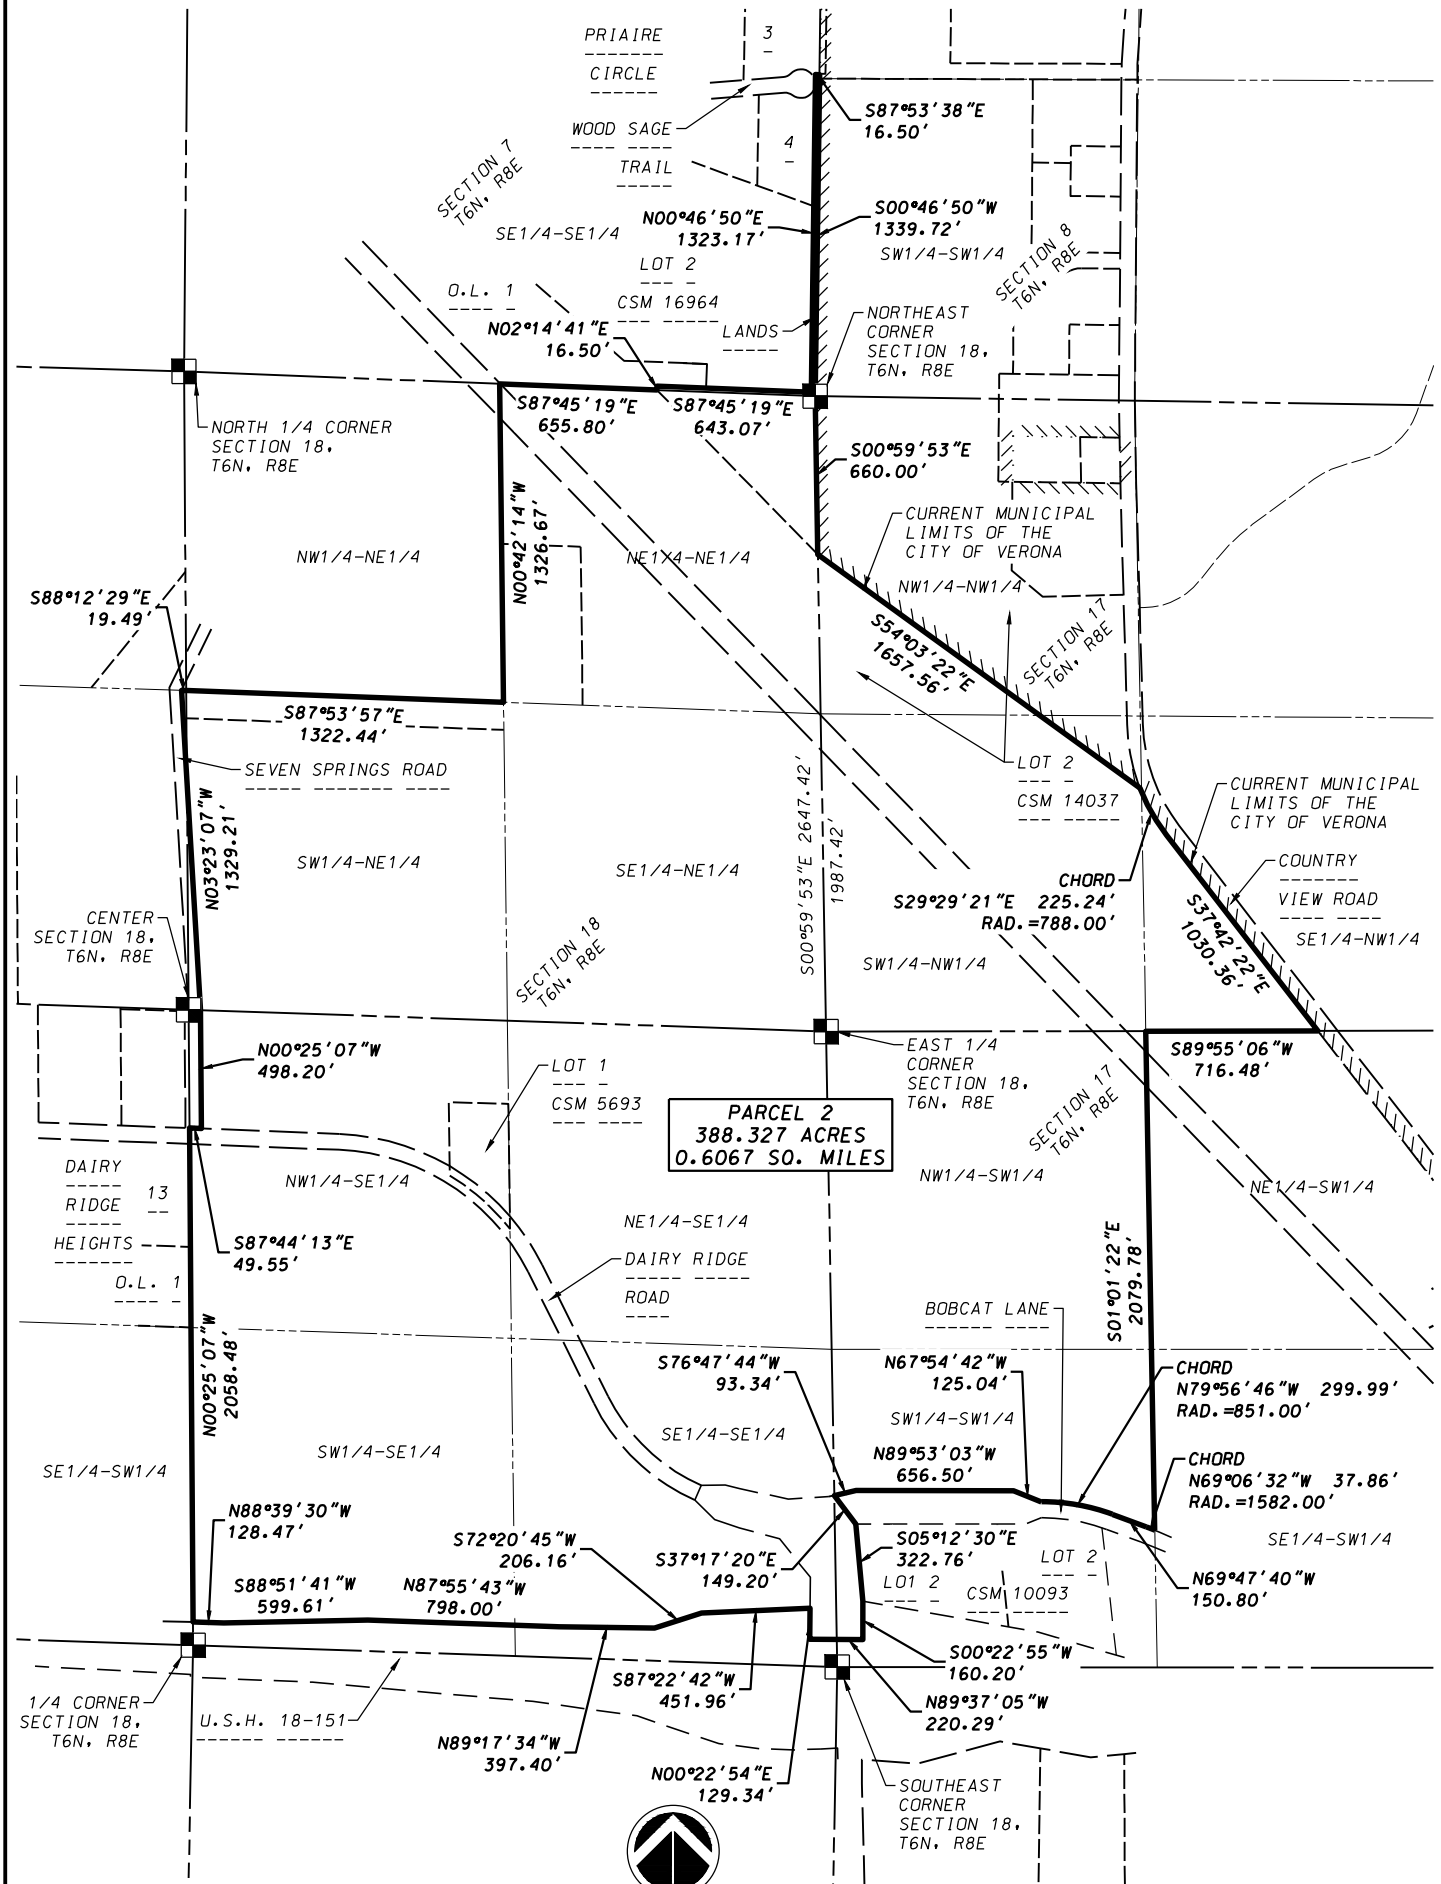 PRIAIRE
CIRCLE
3
WOOD SAGE
TRAIL
4
S87°53'38"E
16.50'
SECTION 7
T6N, R8E
SE1/4-SE1/4
N00°46'50"E
1323.17'
S00°46'50"W
1339.72'
SW1/4-SW1/4
SECTION 8
T6N, R8E
LOT 2
CSM 16964
O.L. 1
LANDS
N02°14'41"E
16.50'
NORTHEAST
CORNER
SECTION 18,
T6N, R8E
S87°45'19"E
655.80'
S87°45'19"E
643.07'
NORTH 1/4 CORNER
SECTION 18,
T6N, R8E
S00°59'53"E
660.00'
N00°42'14"W
1326.67'
CURRENT MUNICIPAL
LIMITS OF THE
CITY OF VERONA
NW1/4-NE1/4
NE1/4-NE1/4
NW1/4-NW1/4
S88°12'29"E
19.49'
S54°03'22"E
1657.56'
SECTION 17
T6N, R8E
S87°53'57"E
1322.44'
SEVEN SPRINGS ROAD
LOT 2
CSM 14037
CURRENT MUNICIPAL
LIMITS OF THE
CITY OF VERONA
N03°23'07"W
1329.21'
S00°59'53"E 2647.42'
1987.42'
SW1/4-NE1/4
SE1/4-NE1/4
COUNTRY
VIEW ROAD
CHORD
S29°29'21"E 225.24'
RAD.=788.00'
S37°42'22"E
1030.36'
SE1/4-NW1/4
CENTER
SECTION 18,
T6N, R8E
SECTION 18
T6N, R8E
SW1/4-NW1/4
N00°25'07"W
498.20'
EAST 1/4
CORNER
SECTION 18,
T6N, R8E
S89°55'06"W
716.48'
LOT 1
CSM 5693
PARCEL 2
388.327 ACRES
0.6067 SQ. MILES
SECTION 17
T6N, R8E
DAIRY
RIDGE
HEIGHTS
13
O.L. 1
NW1/4-SE1/4
NW1/4-SW1/4
NE1/4-SW1/4
S87°44'13"E
49.55'
NE1/4-SE1/4
DAIRY RIDGE
ROAD
S01°01'22"E
2079.78'
BOBCAT LANE
N00°25'07"W
2058.48'
S76°47'44"W
93.34'
N67°54'42"W
125.04'
CHORD
N79°56'46"W 299.99'
RAD.=851.00'
SW1/4-SW1/4
SE1/4-SE1/4
SW1/4-SE1/4
SE1/4-SW1/4
N89°53'03"W
656.50'
CHORD
N69°06'32"W 37.86'
RAD.=1582.00'
N88°39'30"W
128.47'
S72°20'45"W
206.16'
S37°17'20"E
149.20'
S05°12'30"E
322.76'
LOT 2
SE1/4-SW1/4
S88°51'41"W
599.61'
N87°55'43"W
798.00'
LO1 2
CSM 10093
N69°47'40"W
150.80'
S00°22'55"W
160.20'
S87°22'42"W
451.96'
N89°37'05"W
220.29'
1/4 CORNER
SECTION 18,
T6N, R8E
U.S.H. 18-151
N89°17'34"W
397.40'
N00°22'54"E
129.34'
SOUTHEAST
CORNER
SECTION 18,
T6N, R8E